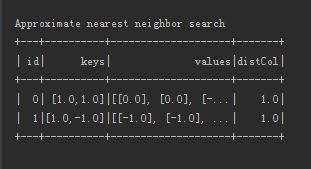 Approximate nearest neighbor search
+---+----------+--------------------+-------+
| id|      keys|              values|distCol|
+---+----------+--------------------+-------+
|  0| [1.0,1.0]|[[0.0], [0.0], [-...|    1.0|
|  1|[1.0,-1.0]|[[-1.0], [-1.0], ...|    1.0|
+---+----------+--------------------+-------+